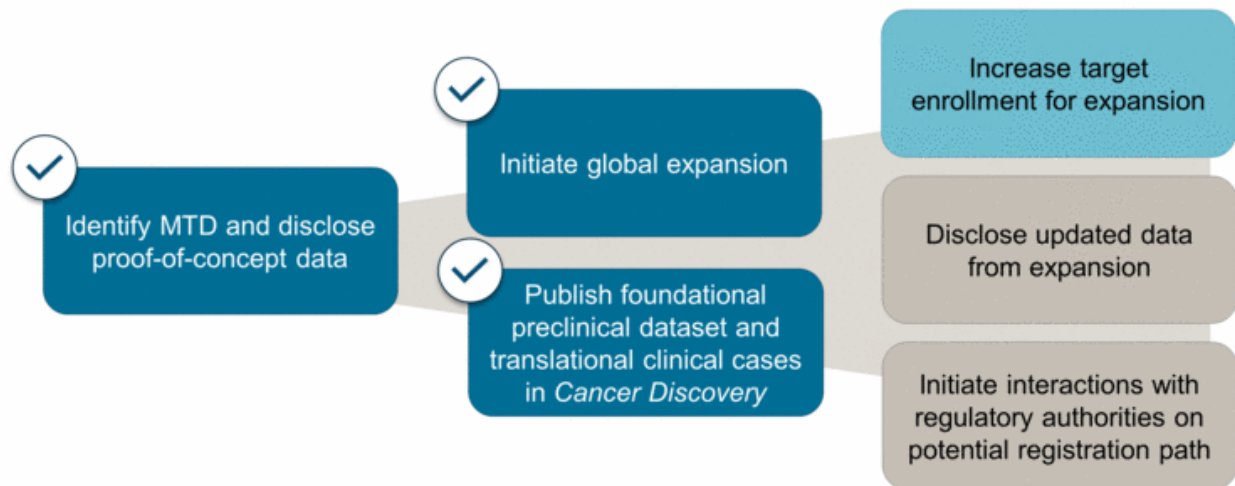 Identify MTD and disclose
proof-of-concept data
Initiate global expansion
Publish foundational
preclinical dataset and
translational clinical cases
in Cancer Discovery
Increase target
enrollment for expansion
Disclose updated data
from expansion
Initiate interactions with
regulatory authorities on
potential registration path